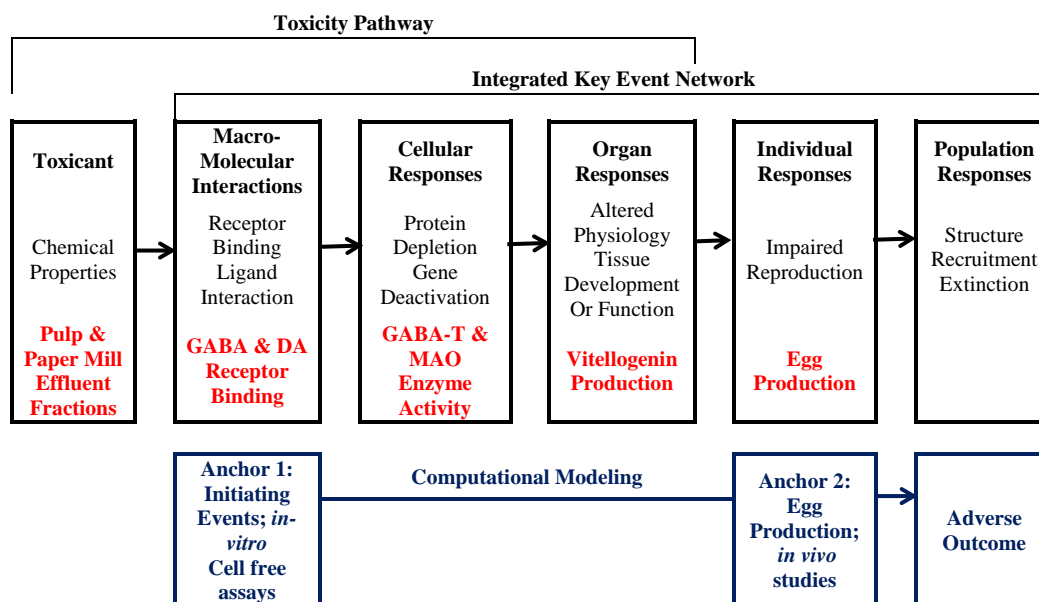 Toxicity Pathway
Integrated Key Event Network
Toxicant
Chemical
Properties
Pulp &
Paper Mill
Effluent
Fractions
Macro-
Molecular
Interactions
Receptor
Binding
Ligand
Interaction
GABA & DA
Receptor
Binding
Cellular
Responses
Protein
Depletion
Gene
Deactivation
GABA-T &
MAO
Enzyme
Activity
Organ
Responses
Altered
Physiology
Tissue
Development
Or Function
Vitellogenin
Production
Individual
Responses
Impaired
Reproduction
Egg
Production
Population
Responses
Structure
Recruitment
Extinction
Anchor 1:
Initiating
Events; in-
vitro
Cell free
assays
Computational Modeling
Anchor 2:
Egg
Production;
in vivo
studies
Adverse
Outcome